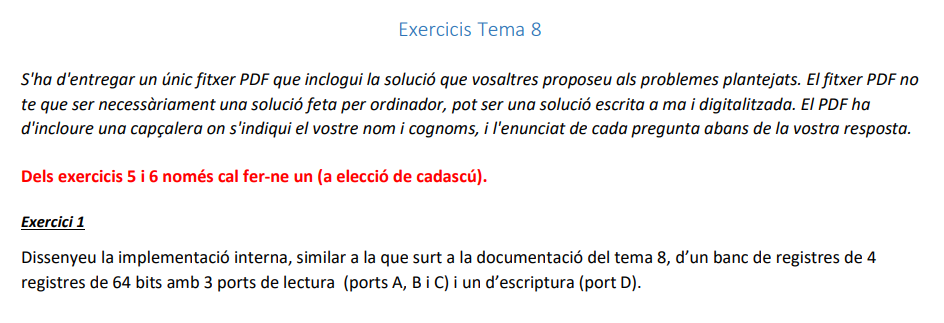 Exercicis Tema 8
S'ha d'entregar un únic fitxer PDF que inclogui la solució que vosaltres proposeu als problemes plantejats. El fitxer PDF no
te que ser necessàriament una solució feta per ordinador, pot ser una solució escrita a ma i digitalitzada. El PDF ha
d'incloure una capçalera on s'indiqui el vostre nom i cognoms, i l'enunciat de cada pregunta abans de la vostra resposta.
Dels exercicis 5 i 6 només cal fer-ne un (a elecció de cadascú).
Exercici 1
Dissenyeu la implementació interna, similar a la que surt a la documentació del tema 8, d'un banc de registres de 4
registres de 64 bits amb 3 ports de lectura (ports A, B i C) i un d'escriptura (port D).